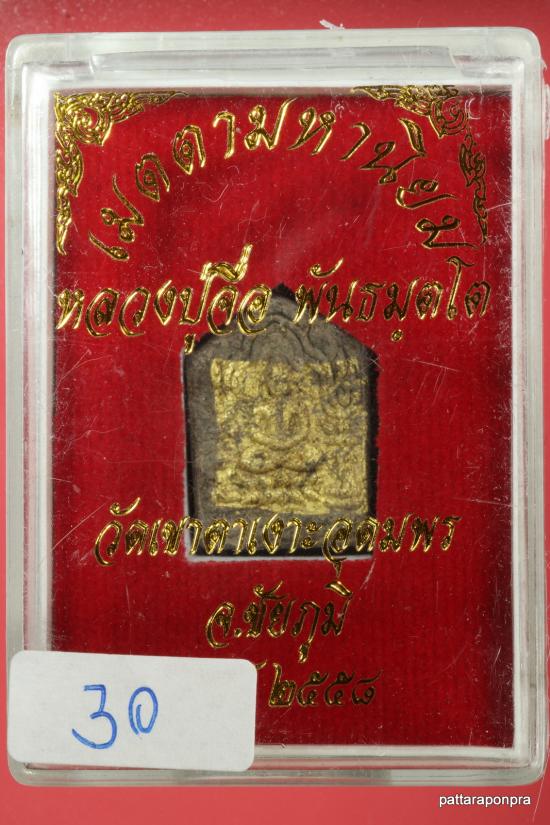 เมตตามหานิยม
หลวงปู่จื่อ พันธมุตโต
วัดเขาตาเงาะอุดมพร
จ.ชัยภูมิ
๒๕๕๘
30
pattaraponpra